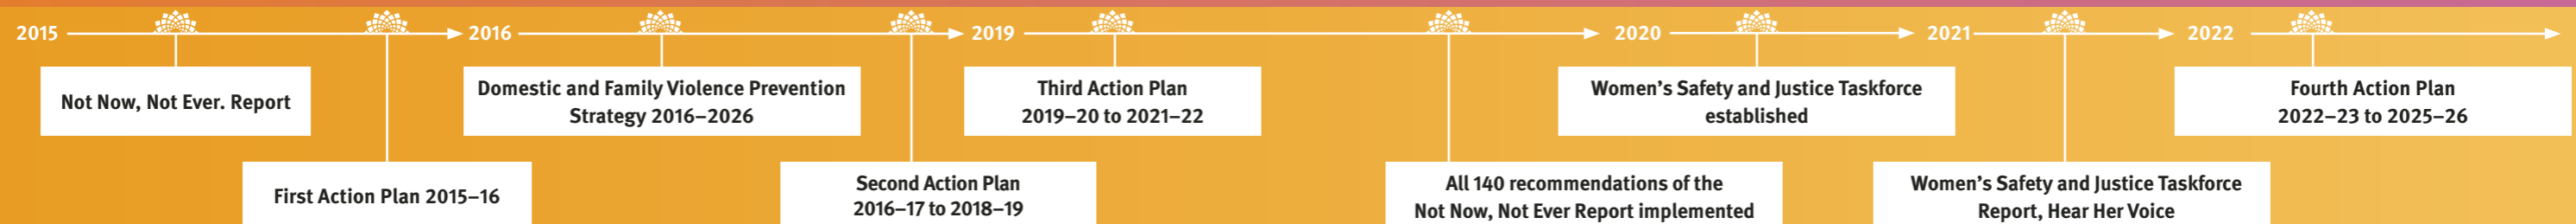 2015
Not Now, Not Ever. Report
First Action Plan 2015–16
2016
Domestic and Family Violence Prevention
Strategy 2016–2026
Second Action Plan
2016–17 to 2018–19
2019
Third Action Plan
2019–20 to 2021–22
All 140 recommendations of the
Not Now, Not Ever Report implemented
2020
Women’s Safety and Justice Taskforce
established
2021
Women’s Safety and Justice Taskforce
Report, Hear Her Voice
2022
Fourth Action Plan
2022–23 to 2025–26